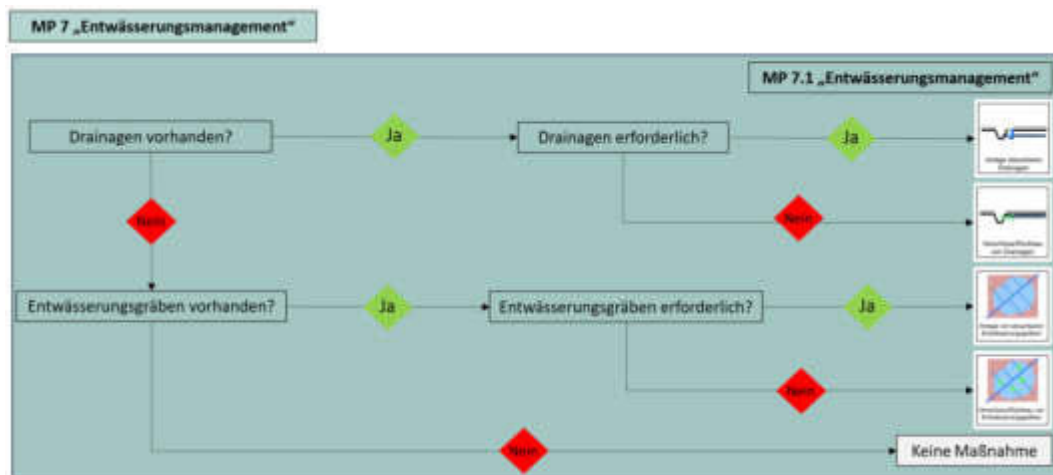 MP 7 „Entwässerungsmanagement“
MP 7.1 „Entwässerungsmanagement“
Drainagen vorhanden?
Ja
Drainagen erforderlich?
Ja
Nein
Nein
Entwässerungsgräben vorhanden?
Ja
Entwässerungsgräben erforderlich?
Ja
Nein
Nein
Keine Maßnahme